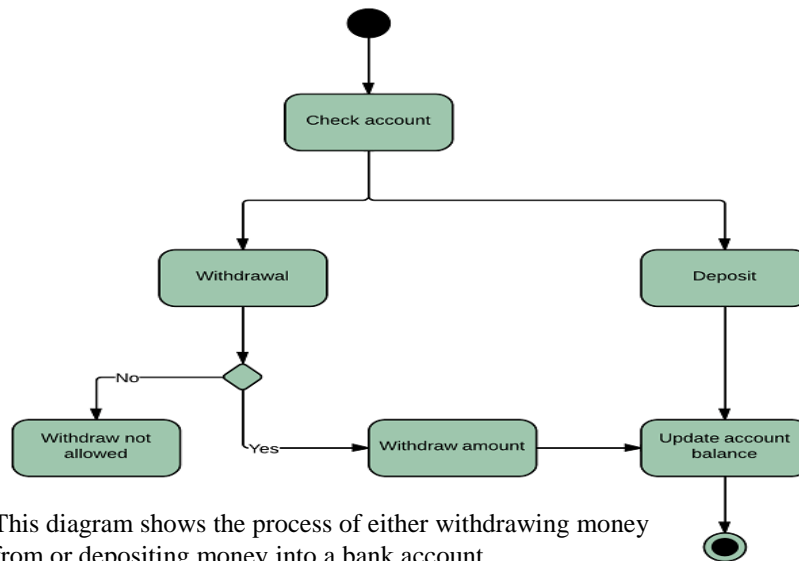 Check account
Withdrawal
Deposit
No
Withdraw not
allowed
Yes
Withdraw amount
Update account
balance
This diagram shows the process of either withdrawing money
from or depositing money into a bank account